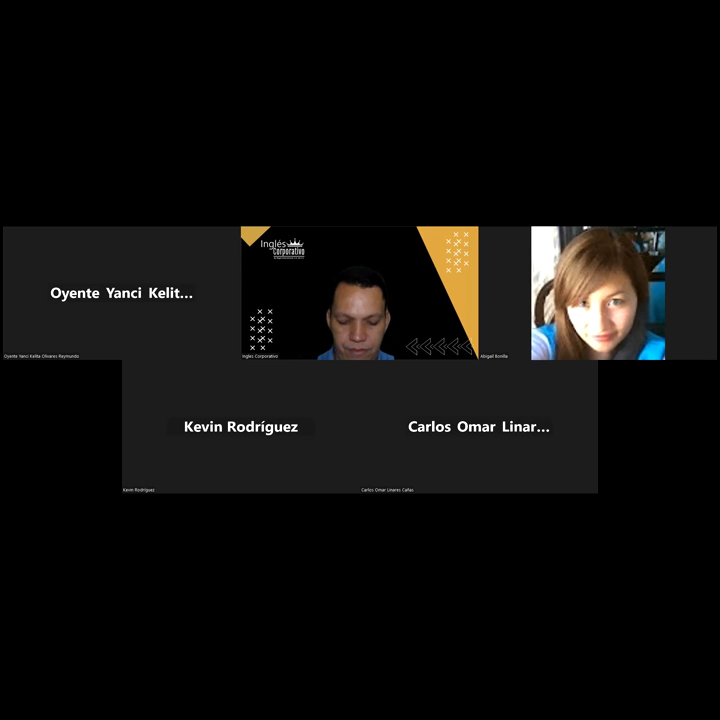 Oyente Yanci Kelit...
Oyente Yanci Kelita Olivares Reymundo
Inglés
Corporativo
Ingles Corporativo
Abigail Bonilla
Kevin Rodríguez
Kevin Rodríguez
Carlos Omar Linar...
Carlos Omar Linares Cañas